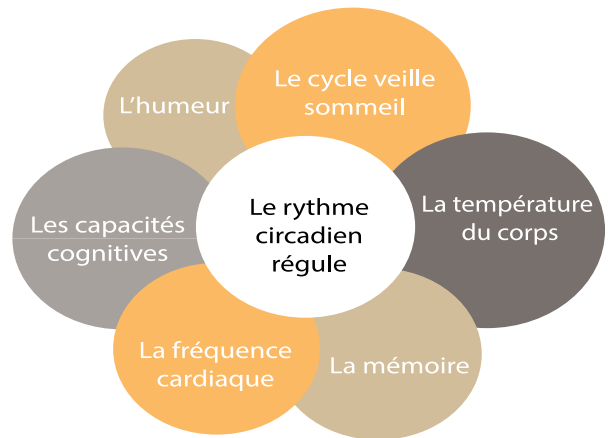 Le cycle veille
sommeil
L'humeur
La température
du corps
Le rythme
circadien
régule
Les capacités
cognitives
La fréquence
cardiaque
La mémoire